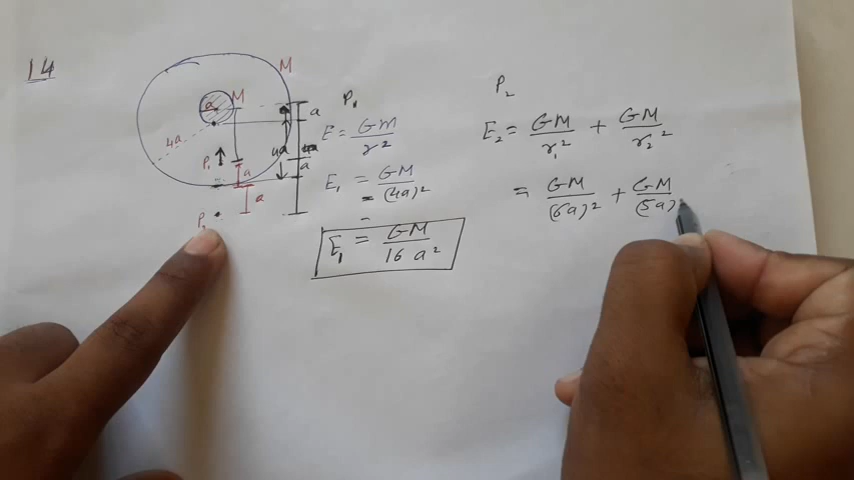 14
M
a
M
4a
P₁
a
a
P₂
a
4a
a
P₁
E = GM/r²
E₁ = GM/(4a)²
E₁ = GM/16 a²
P₂
E₂ = GM/r₁² + GM/r₂²
= GM/(6a)² + GM/(5a)